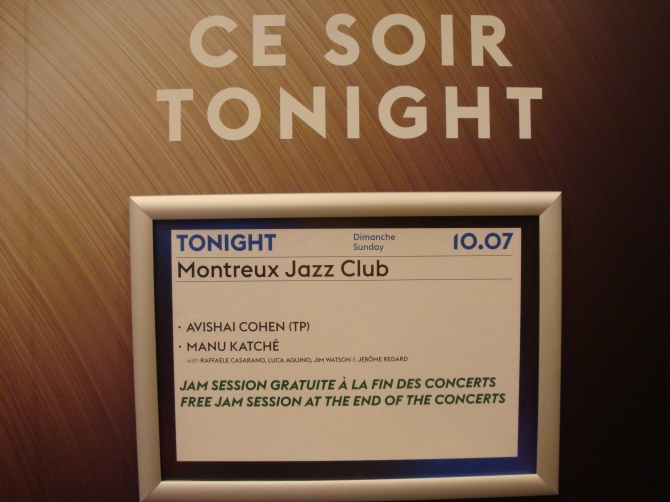 CE SOIR
TONIGHT
TONIGHT Dimanche 10.07
Sunday
Montreux Jazz Club
· AVISHAI COHEN (TP)
· MANU KATCHÉ
with RAFFAELE CASARANO, LUCA AQUINO, JIM WATSON & JÉRÔME REGARD
JAM SESSION GRATUITE À LA FIN DES CONCERTS
FREE JAM SESSION AT THE END OF THE CONCERTS